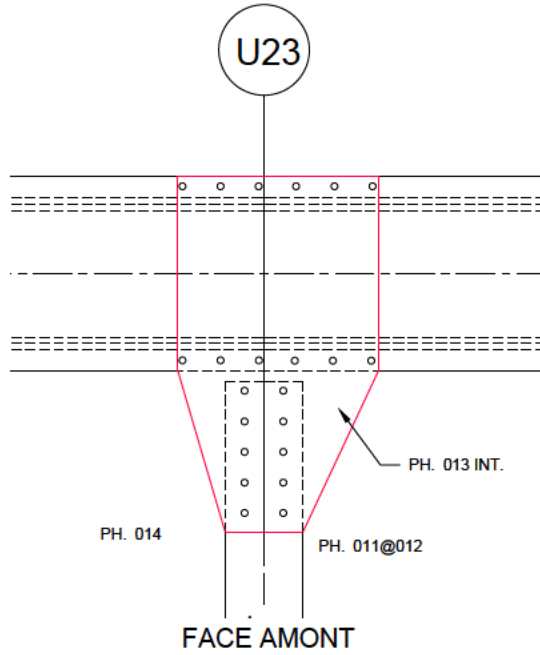 U23
PH. 013 INT.
PH. 014
PH. 011@012
FACE AMONT